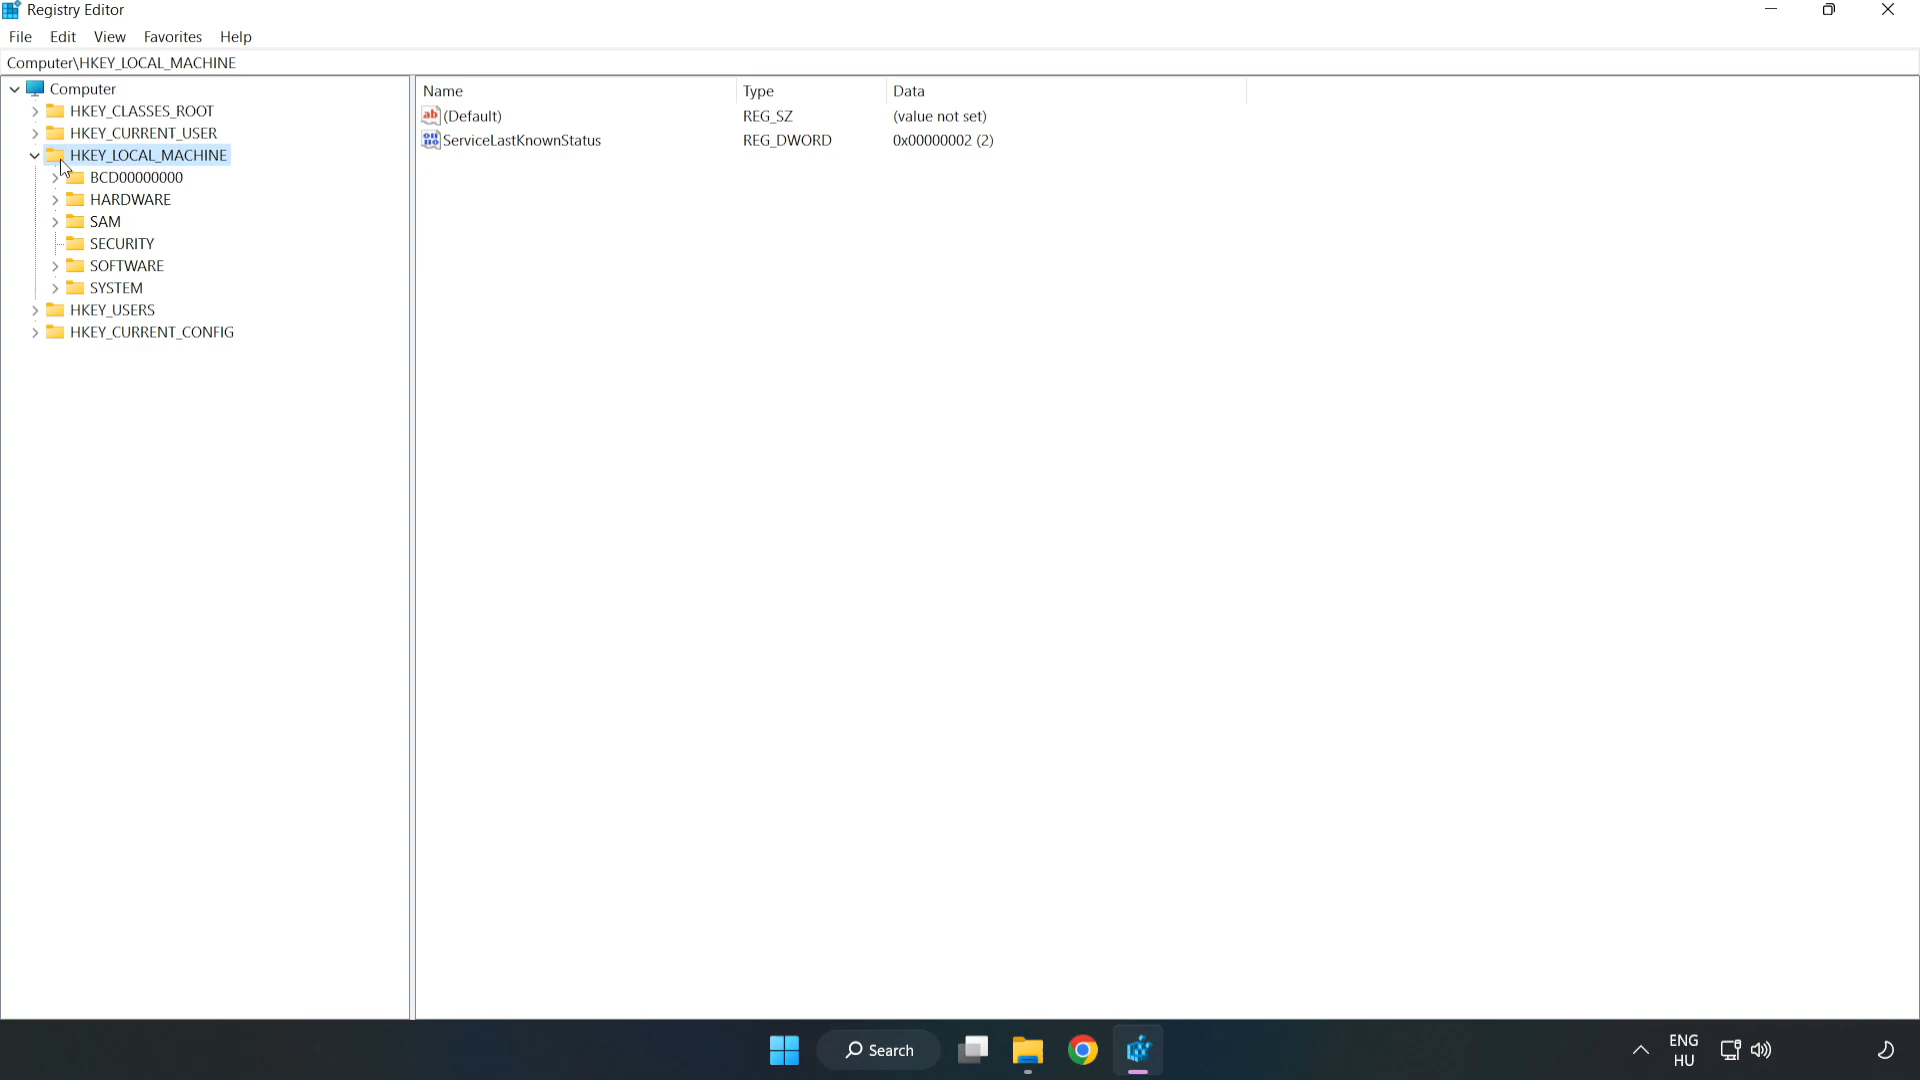 Registry Editor
File Edit View Favorites Help
Computer\HKEY_LOCAL_MACHINE
Computer
HKEY_CLASSES_ROOT
HKEY_CURRENT_USER
HKEY_LOCAL_MACHINE
BCD00000000
HARDWARE
SAM
SECURITY
SOFTWARE
SYSTEM
HKEY_USERS
HKEY_CURRENT_CONFIG
Name Type Data
(Default) REG_SZ (value not set)
ServiceLastKnownStatus REG_DWORD 0x00000002 (2)
Search
ENG
HU